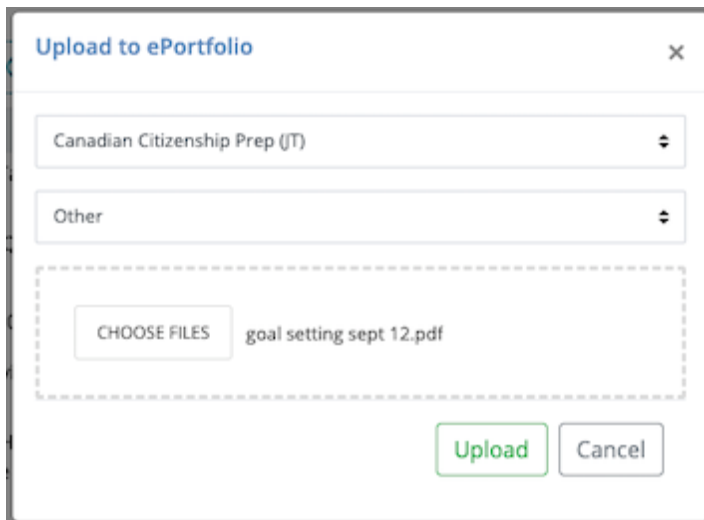 Upload to ePortfolio ×
Canadian Citizenship Prep (JT)
Other
CHOOSE FILES goal setting sept 12.pdf
Upload Cancel